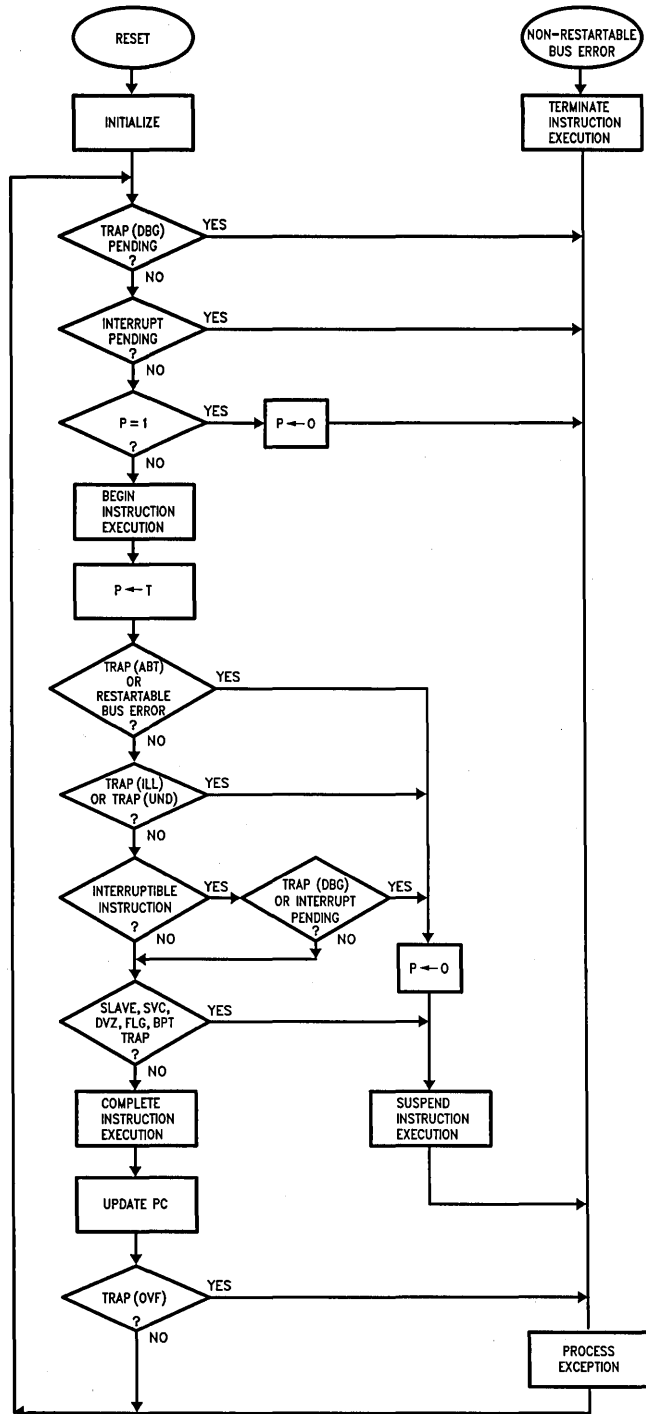 RESET
NON-RESTARTABLE
BUS ERROR
INITIALIZE
TERMINATE
INSTRUCTION
EXECUTION
TRAP (DBG)
PENDING
?
YES
NO
INTERRUPT
PENDING
?
YES
NO
P = 1
?
YES
NO
P ← 0
BEGIN
INSTRUCTION
EXECUTION
P ← T
TRAP (ABT)
OR
RESTARTABLE
BUS ERROR
?
YES
NO
TRAP (ILL)
OR TRAP (UND)
?
YES
NO
INTERRUPTIBLE
INSTRUCTION
?
YES
NO
TRAP (DBG)
OR INTERRUPT
PENDING
?
YES
NO
P ← 0
SLAVE, SVC,
DVZ, FLG, BPT
TRAP
?
YES
NO
COMPLETE
INSTRUCTION
EXECUTION
SUSPEND
INSTRUCTION
EXECUTION
UPDATE PC
TRAP (OVF)
?
YES
NO
PROCESS
EXCEPTION